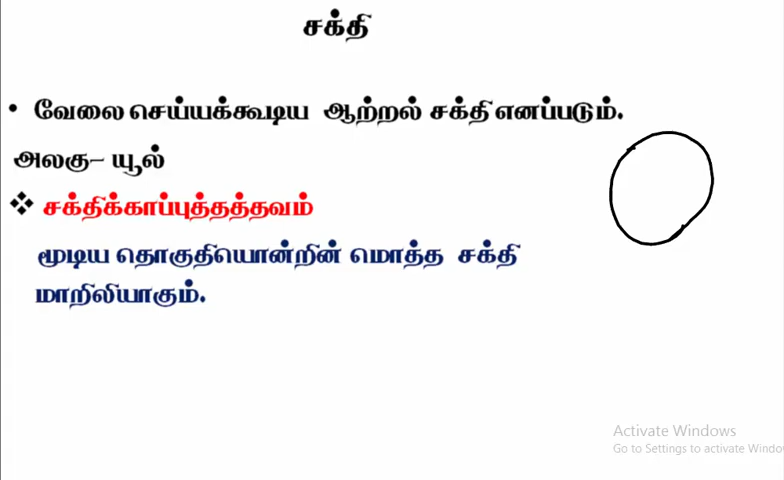 சக்தி
• வேலை செய்யக்கூடிய ஆற்றல் சக்தி எனப்படும்.
அலகு– யூல்
❖ சக்திக்காப்புத்தத்தவம்
மூடிய தொகுதியொன்றின் மொத்த சக்தி
மாறிலியாகும்.
Activate Windows
Go to Settings to activate Windo